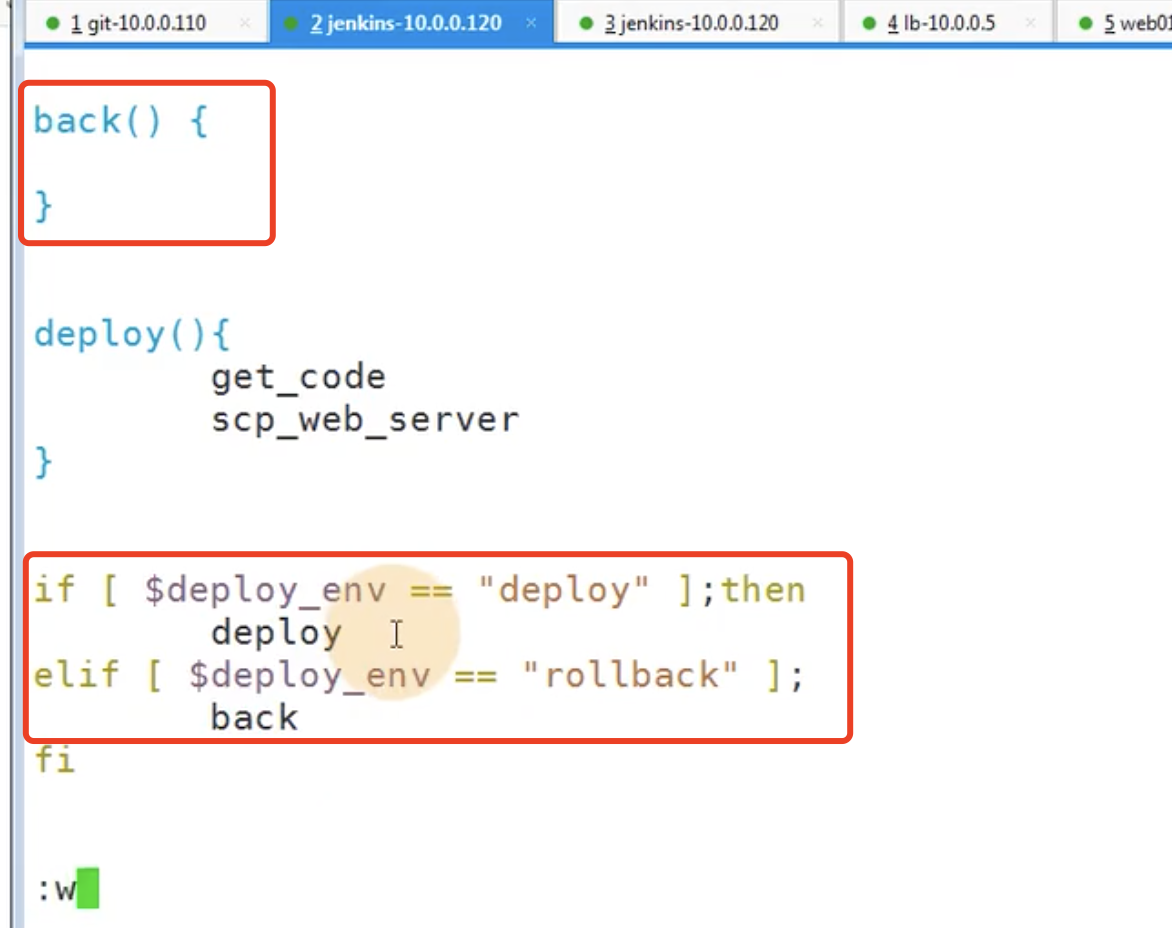 1 git-10.0.0.110 × 2 jenkins-10.0.0.120 × 3 jenkins-10.0.0.120 × 4 lb-10.0.0.5 × 5 web01
back() {
}
deploy(){
get_code
scp_web_server
}
if [ $deploy_env == "deploy" ];then
deploy
elif [ $deploy_env == "rollback" ];
back
fi
:w